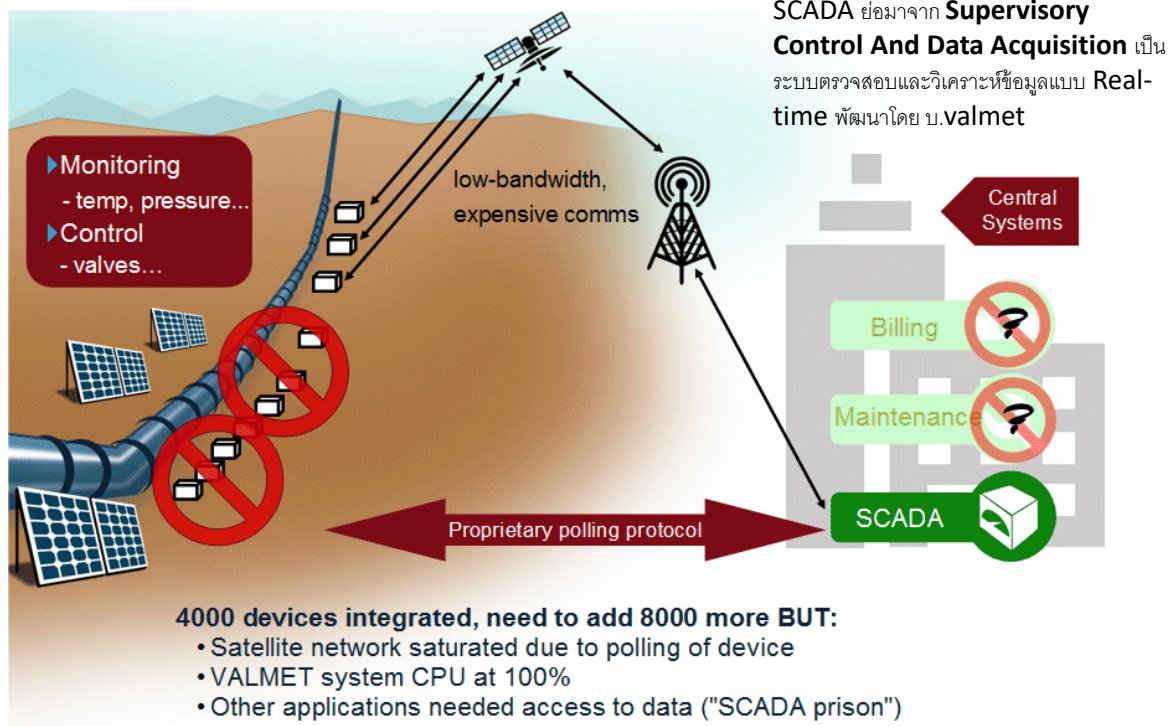 SCADA ย่อมาจาก Supervisory
Control And Data Acquisition เป็น
ระบบตรวจสอบและวิเคราะห์ข้อมูลแบบ Real-
time พัฒนาโดย บ.valmet
Monitoring
- temp, pressure...
Control
- valves...
low-bandwidth,
expensive comms
Central
Systems
Billing
Maintenance
SCADA
Proprietary polling protocol
4000 devices integrated, need to add 8000 more BUT:
• Satellite network saturated due to polling of device
• VALMET system CPU at 100%
• Other applications needed access to data ("SCADA prison")